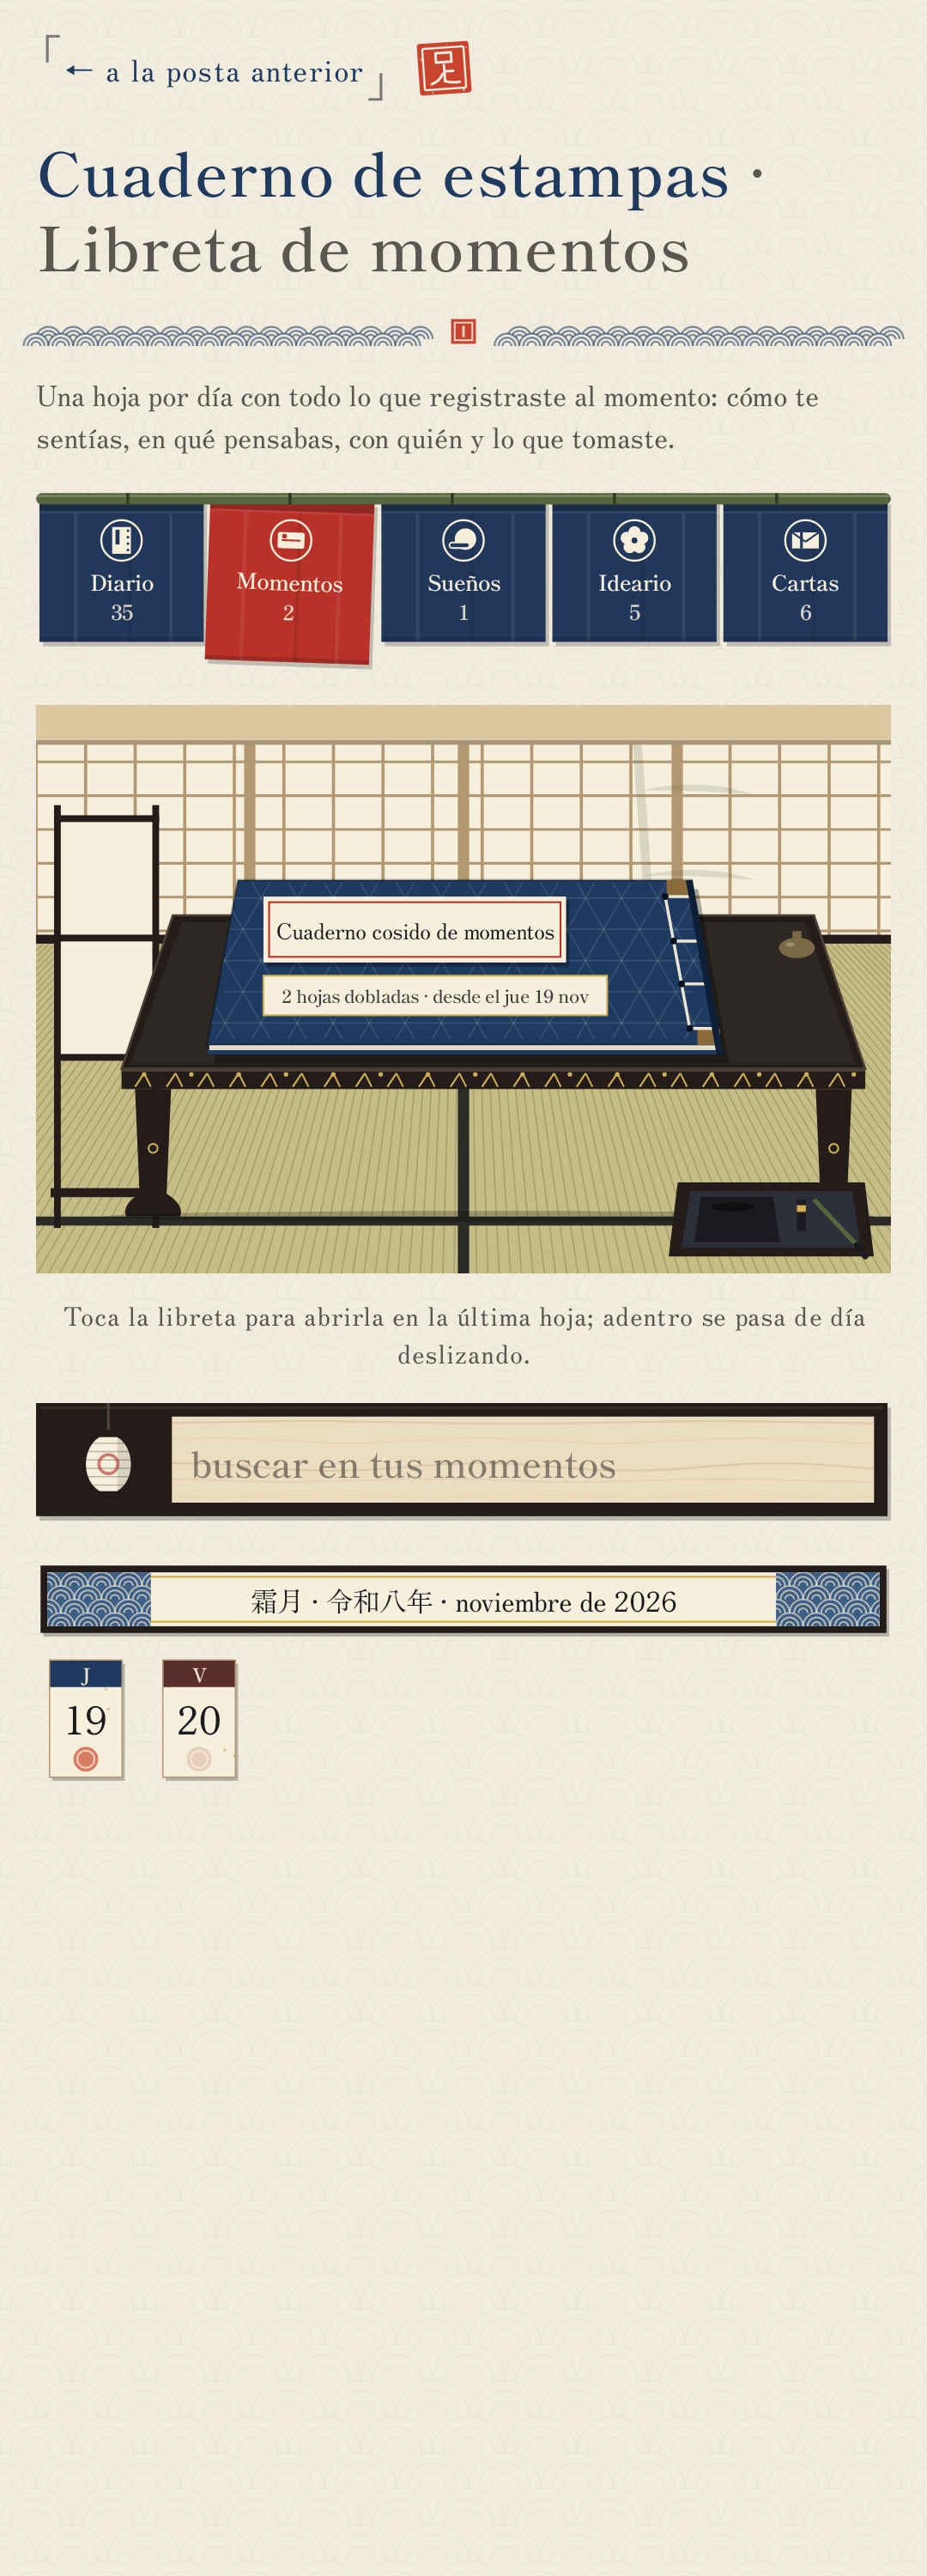 ← a la posta anterior
足
Cuaderno de estampas ·
Libreta de momentos
Una hoja por día con todo lo que registraste al momento: cómo te
sentías, en qué pensabas, con quién y lo que tomaste.
Diario
35
Momentos
2
Sueños
1
Ideario
5
Cartas
6
Cuaderno cosido de momentos
2 hojas dobladas · desde el jue 19 nov
Toca la libreta para abrirla en la última hoja; adentro se pasa de día
deslizando.
buscar en tus momentos
霜月 · 令和八年 · noviembre de 2026
J
19
V
20